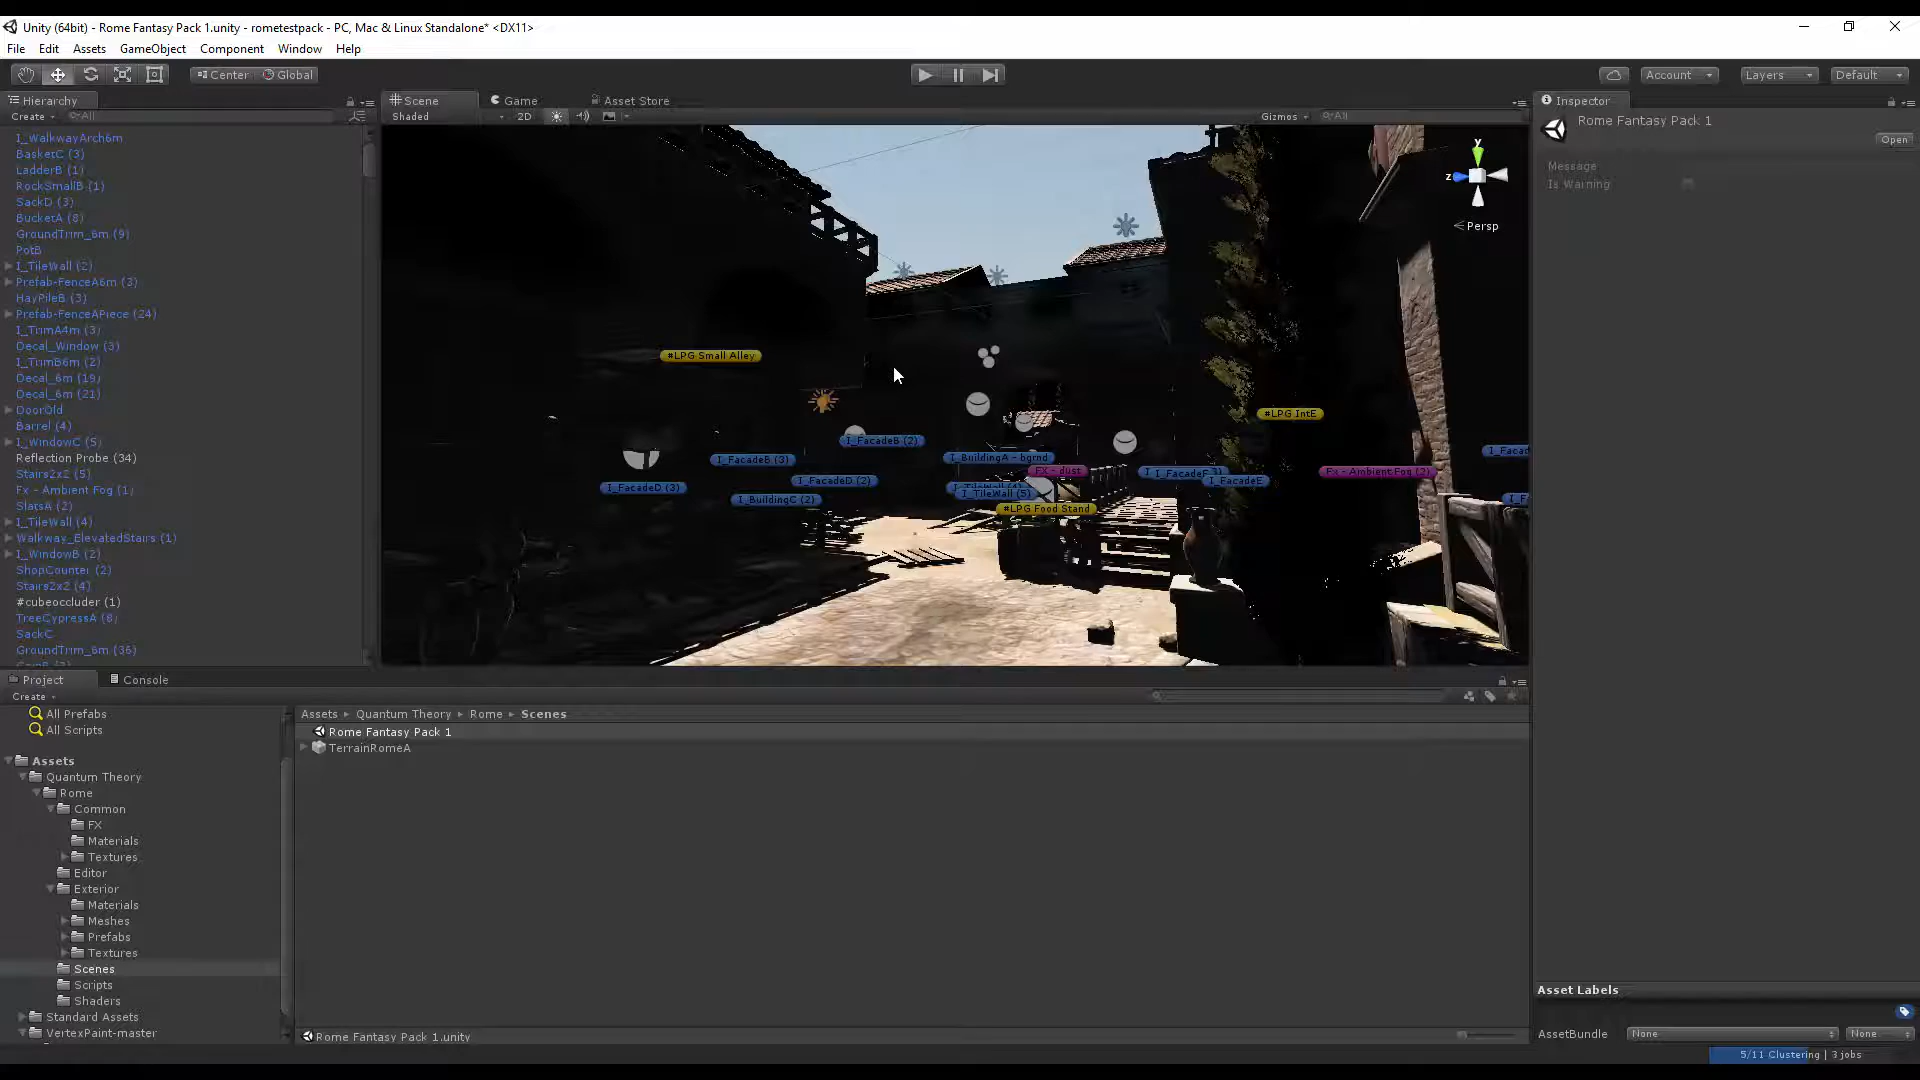 Unity (64bit) - Rome Fantasy Pack 1.unity - rometestpack - PC, Mac & Linux Standalone* <DX11>
File Edit Assets GameObject Component Window Help
Center Global Account Layers Default
Hierarchy Scene Game Asset Store Inspector
Create All Shaded 2D Gizmos All
Rome Fantasy Pack 1
Open
Message
Is Warning
I_WalkwayArch6m
BasketC (3)
LadderB (1)
RockSmallB (1)
SackD (3)
BucketA (8)
GroundTrim_6m (9)
PotB
I_TileWall (2)
Prefab-FenceA6m (3)
HayPileB (3)
Prefab-FenceAPiece (24)
I_TrimA4m (3)
Decal_Window (3)
I_TrimB6m (2)
Decal_6m (19)
Decal_6m (21)
DoorOld
Barrel (4)
I_WindowC (5)
Reflection Probe (34)
Stairs2x2 (5)
Fx - Ambient Fog (1)
SlatsA (2)
I_TileWall (4)
Walkway_ElevatedStairs (1)
I_WindowB (2)
ShopCounter (2)
Stairs2x2 (4)
#cubeoccluder (1)
TreeCypressA (8)
SackC
GroundTrim_6m (36)
y
z
Persp
#LPG Small Alley
#LPG IntE
I_FacadeB (2)
I_FacadeB (3)
I_BuildingA - bgrnd
FX - dust
I_FacadeE
Fx - Ambient Fog (2)
I_FacadeD (3)
I_FacadeD (2)
I_BuildingC (2)
I_TileWall (5)
#LPG Food Stand
Project Console
Create
All Prefabs
All Scripts
Assets
Quantum Theory
Rome
Common
FX
Materials
Textures
Editor
Exterior
Materials
Meshes
Prefabs
Textures
Scenes
Scripts
Shaders
Standard Assets
VertexPaint-master
Assets Quantum Theory Rome Scenes
Rome Fantasy Pack 1
TerrainRomeA
Rome Fantasy Pack 1.unity
Asset Labels
AssetBundle None None
5/11 Clustering | 3 jobs